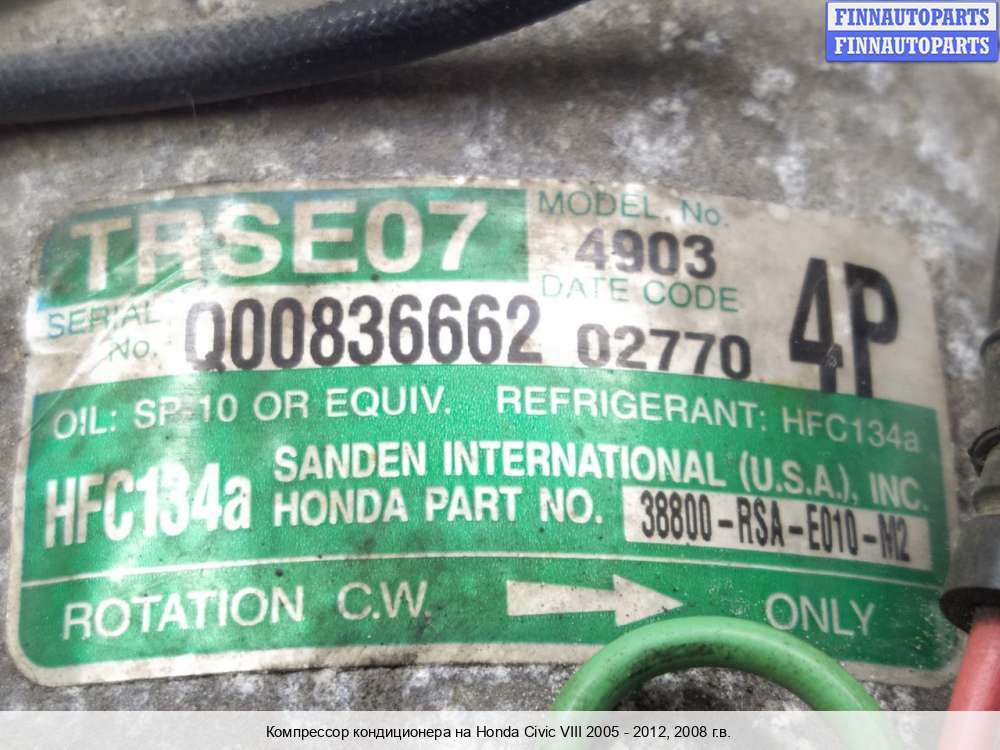 FINNAUTOPARTS
FINNAUTOPARTS
TRSE07
MODEL. No.
4903
DATE CODE
02770
4P
SERIAL No.
Q00836662
OIL: SP-10 OR EQUIV. REFRIGERANT: HFC134a
HFC134a
SANDEN INTERNATIONAL (U.S.A.), INC.
HONDA PART NO. 38800-RSA-E010-M2
ROTATION C.W. ONLY
Компрессор кондиционера на Honda Civic VIII 2005 - 2012, 2008 г.в.